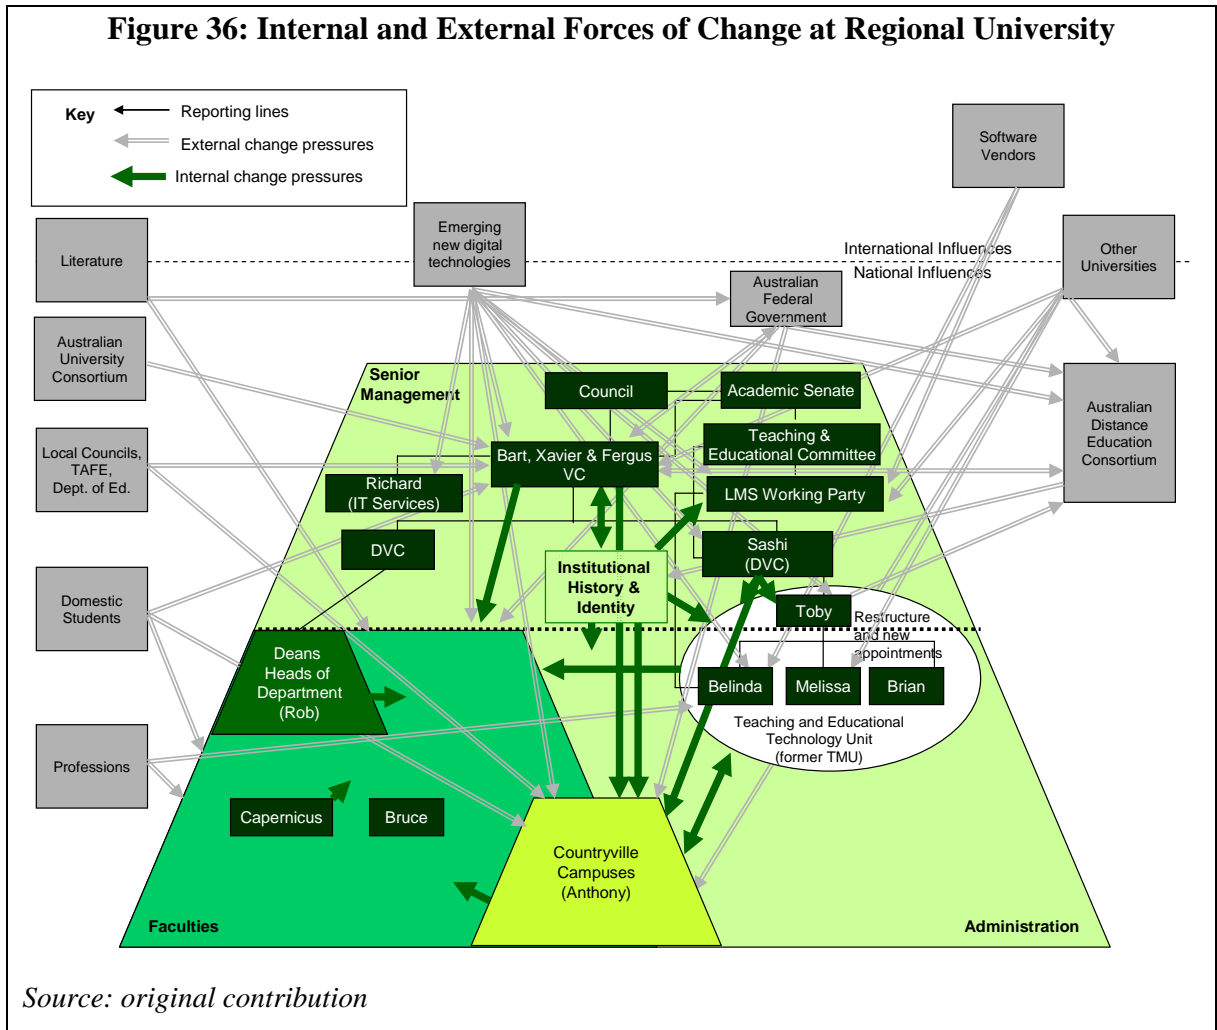 Figure 36: Internal and External Forces of Change at Regional University
Key
Reporting lines
External change pressures
Internal change pressures
Software
Vendors
Literature
Emerging
new digital
technologies
International Influences
National Influences
Other
Universities
Australian
Federal
Government
Australian
University
Consortium
Senior
Management
Council
Academic Senate
Australian
Distance
Education
Consortium
Local Councils,
TAFE,
Dept. of Ed.
Bart, Xavier & Fergus
VC
Teaching &
Educational Committee
Richard
(IT Services)
LMS Working Party
DVC
Sashi
(DVC)
Institutional
History &
Identity
Domestic
Students
Toby
Restructure
and new
appointments
Deans
Heads of
Department
(Rob)
Belinda
Melissa
Brian
Teaching and Educational
Technology Unit
(former TMU)
Professions
Capernicus
Bruce
Countryville
Campuses
(Anthony)
Faculties
Administration
Source: original contribution